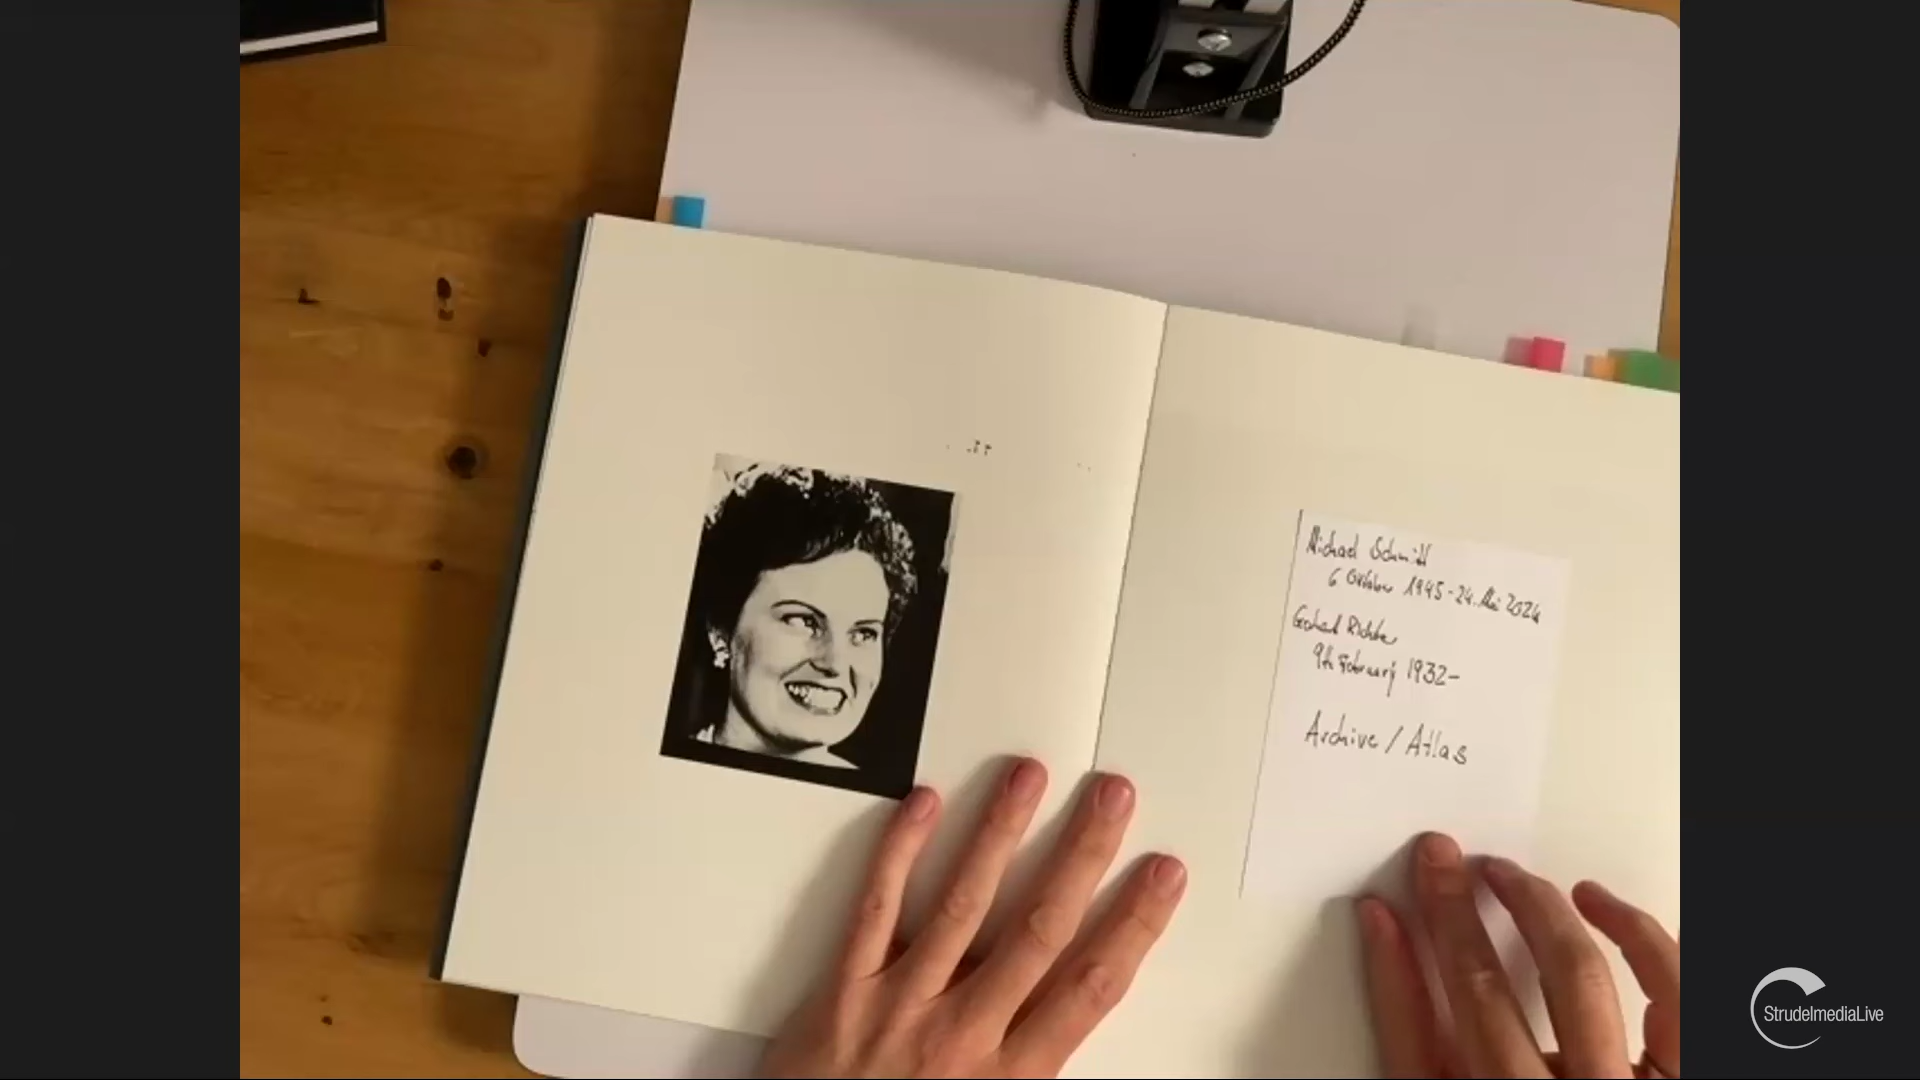 Michael Schmidt
6 Oktober 1945-24. Mai 2024
Gerhard Richter
9th February 1932-
Archive / Atlas
StrudelmediaLive